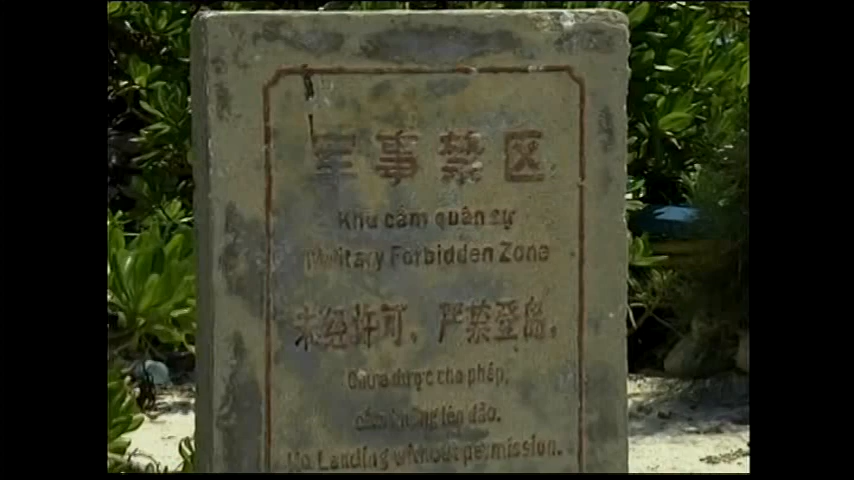 军事禁区
Khu cấm quân sự
Military Forbidden Zone
未经许可，严禁登岛。
Chưa được cho phép,
cấm không lên đảo.
No Landing without permission.